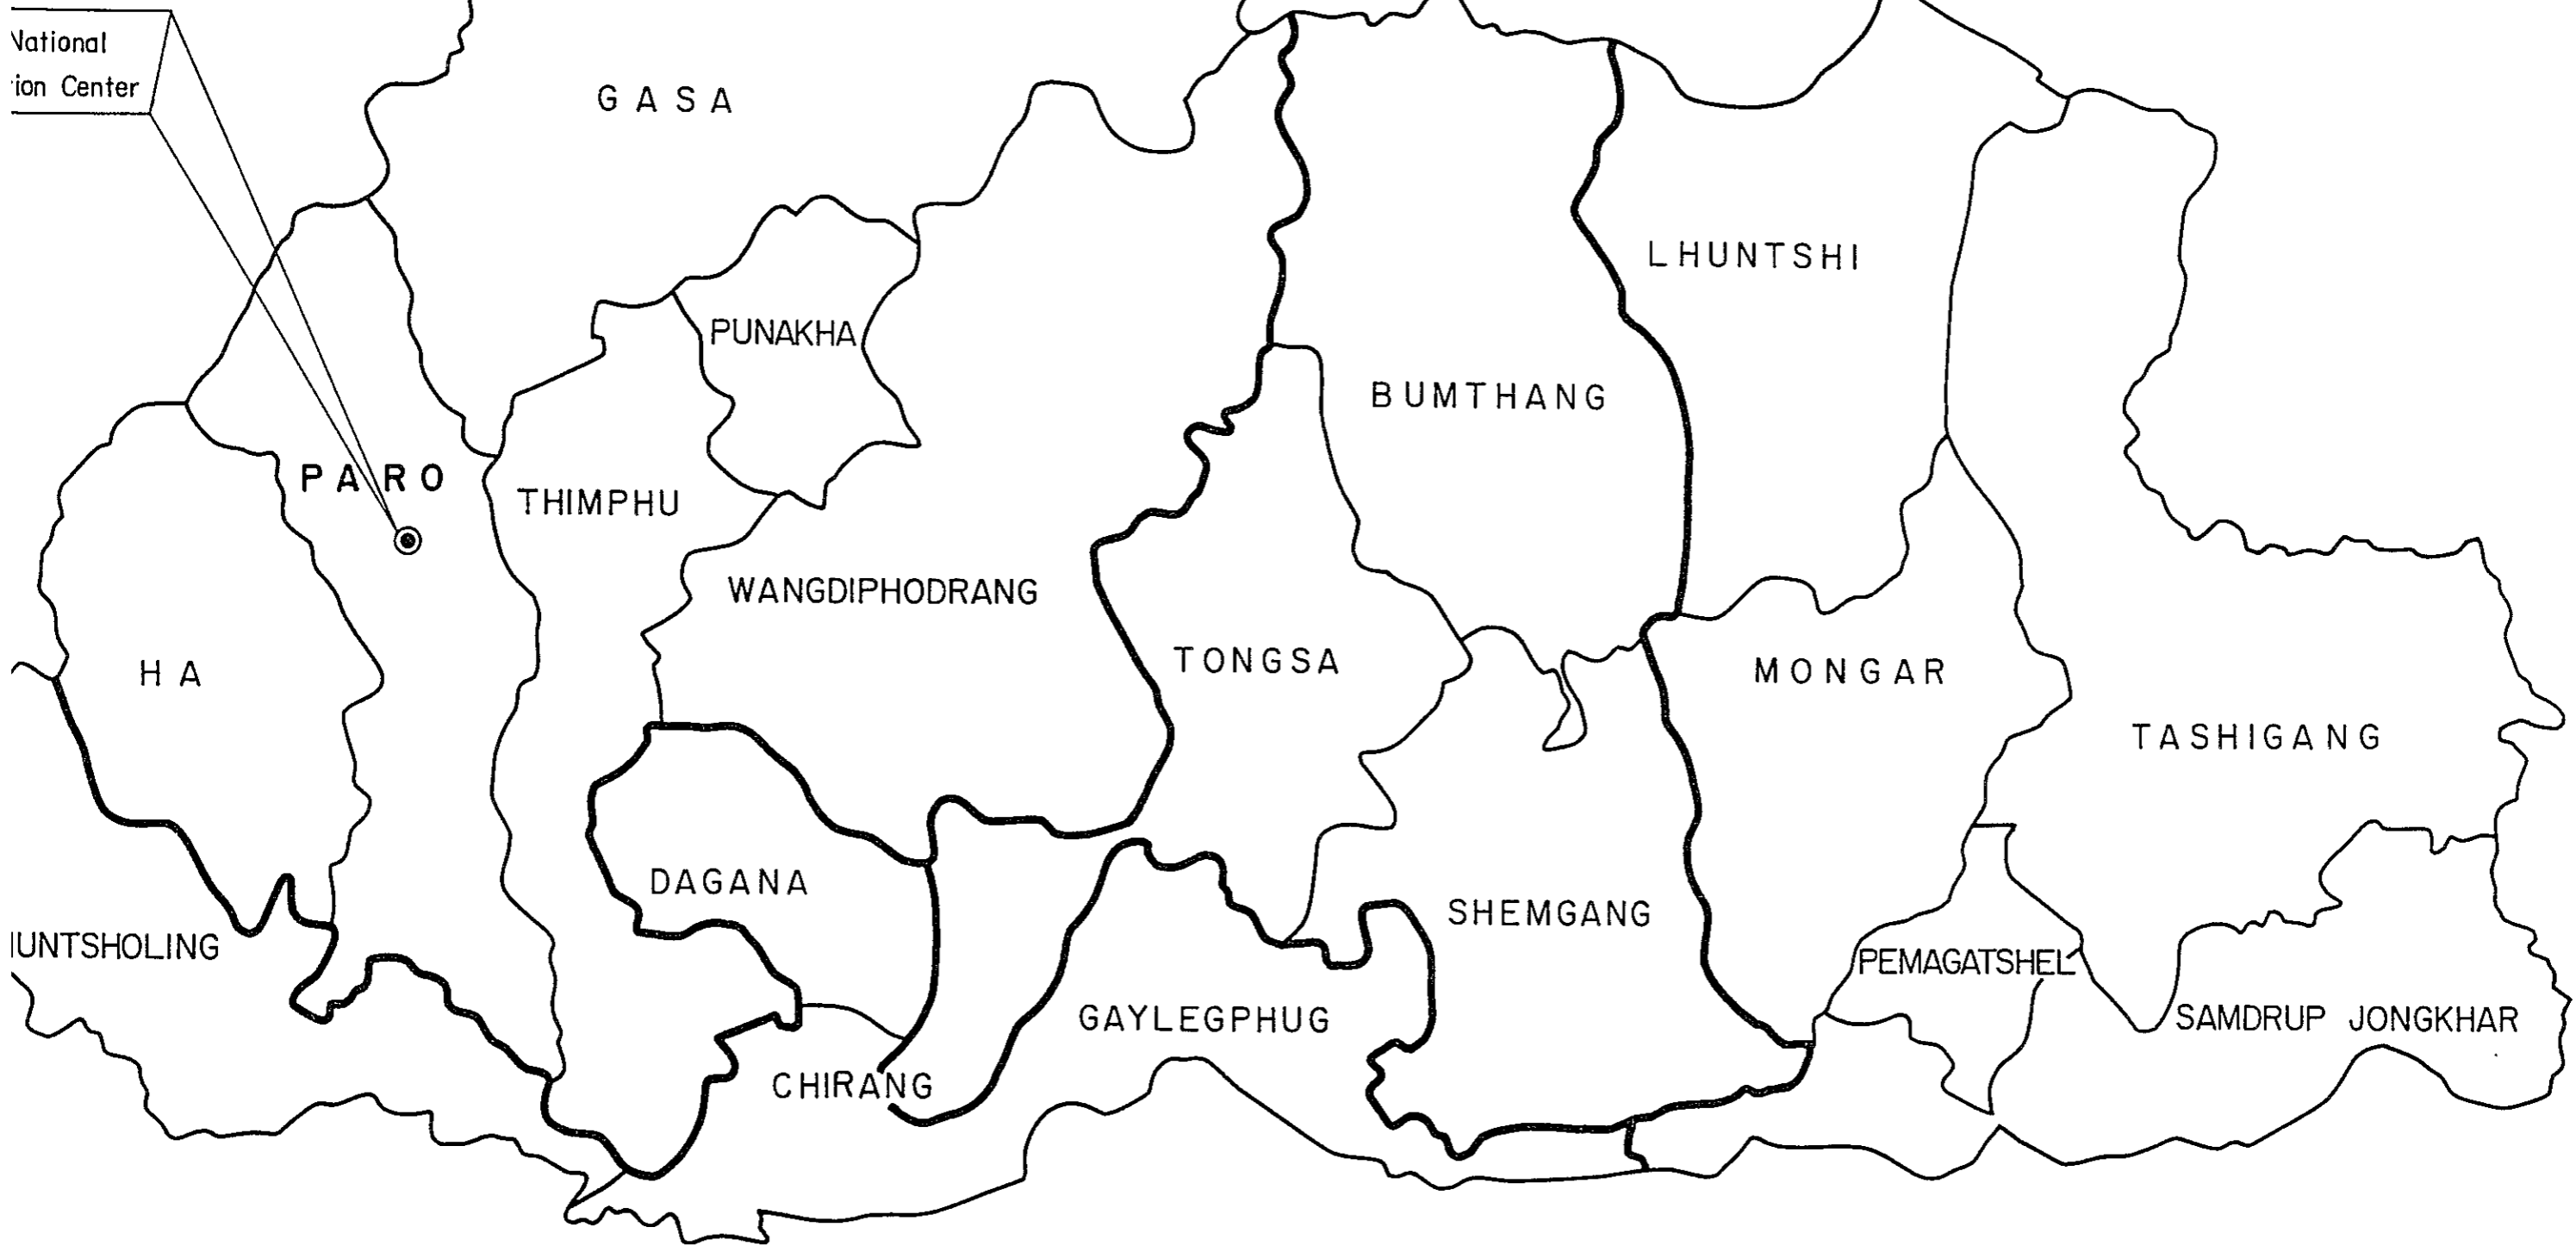 National
ion Center
GASA
LHUNTSHI
PUNAKHA
BUMTHANG
PARO
THIMPHU
WANGDIPHODRANG
TONGSA
HA
MONGAR
TASHIGANG
DAGANA
SHEMGANG
UNTSHOLING
PEMAGATSHEL
GAYLEGPHUG
SAMDRUP JONGKHAR
CHIRANG